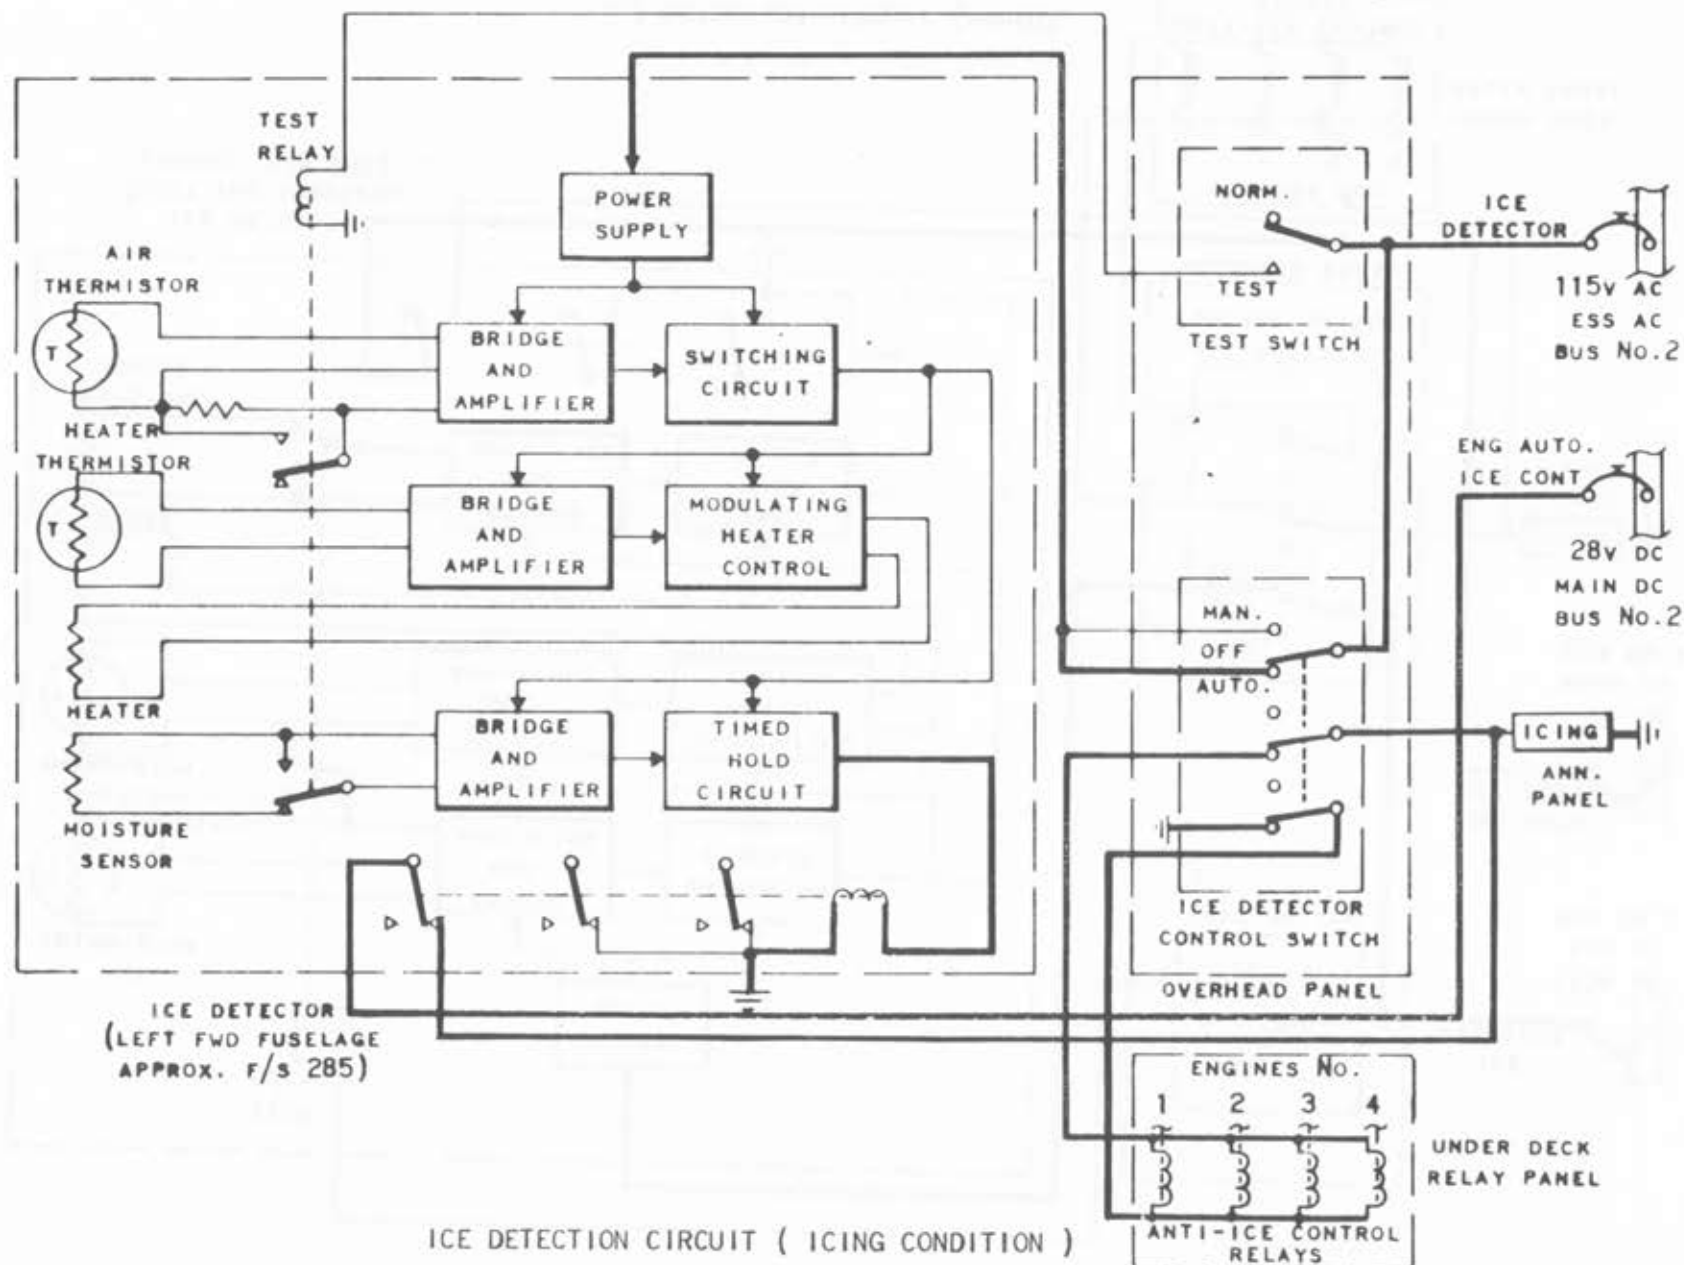 TEST
RELAY
POWER
SUPPLY
NORM.
ICE
DETECTOR
115V AC
ESS AC
BUS No.2
TEST
TEST SWITCH
AIR
THERMISTOR
T
BRIDGE
AND
AMPLIFIER
SWITCHING
CIRCUIT
HEATER
THERMISTOR
T
BRIDGE
AND
AMPLIFIER
MODULATING
HEATER
CONTROL
ENG AUTO.
ICE CONT
28V DC
MAIN DC
BUS No.2
MAN.
OFF
AUTO.
HEATER
BRIDGE
AND
AMPLIFIER
TIMED
HOLD
CIRCUIT
ICING
ANN.
PANEL
MOISTURE
SENSOR
ICE DETECTOR
CONTROL SWITCH
OVERHEAD PANEL
ICE DETECTOR
(LEFT FWD FUSELAGE
APPROX. F/S 285)
ENGINES No.
1 2 3 4
UNDER DECK
RELAY PANEL
ANTI-ICE CONTROL
RELAYS
ICE DETECTION CIRCUIT ( ICING CONDITION )